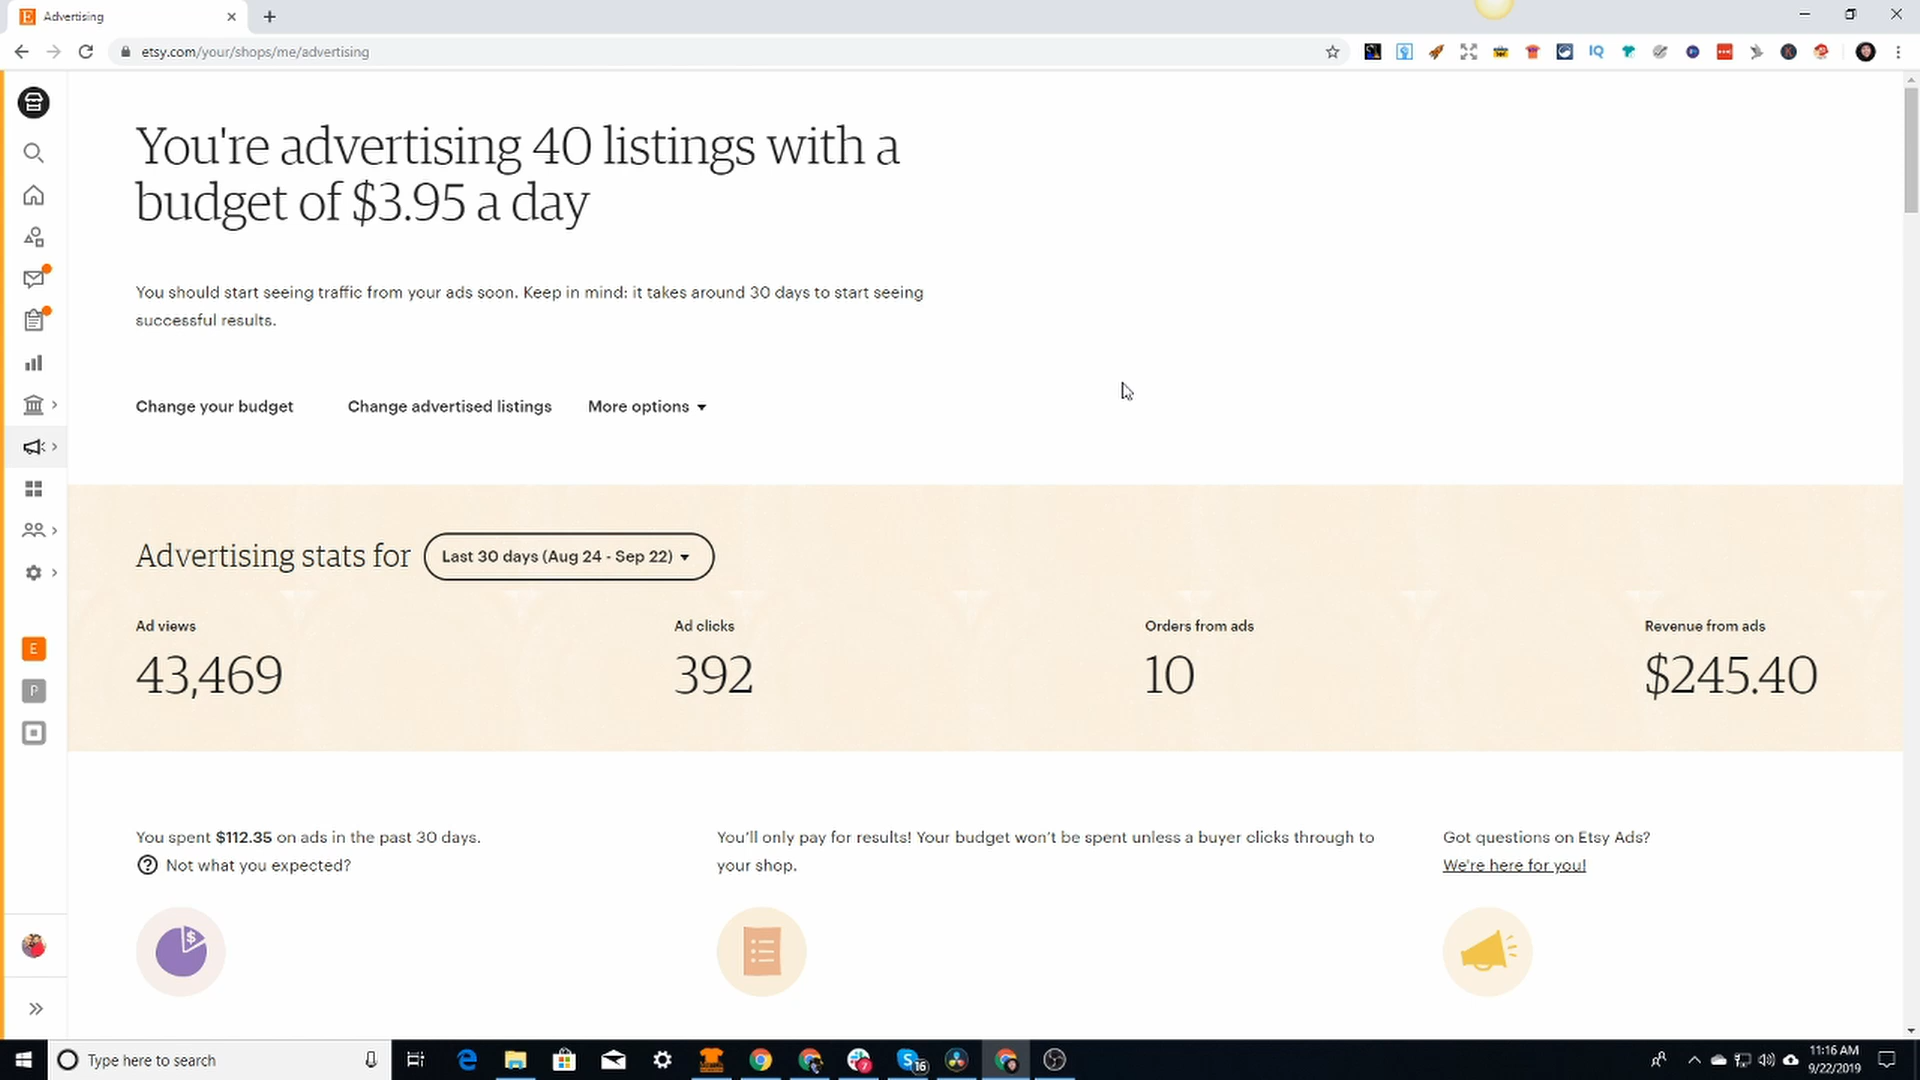 Advertising
etsy.com/your/shops/me/advertising
IQ
You're advertising 40 listings with a
budget of $3.95 a day
You should start seeing traffic from your ads soon. Keep in mind: it takes around 30 days to start seeing
successful results.
Change your budget
Change advertised listings
More options
Advertising stats for
Last 30 days (Aug 24 - Sep 22)
Ad views
43,469
Ad clicks
392
Orders from ads
10
Revenue from ads
$245.40
E
P
You spent $112.35 on ads in the past 30 days.
Not what you expected?
You'll only pay for results! Your budget won't be spent unless a buyer clicks through to
your shop.
Got questions on Etsy Ads?
We're here for you!
$
Type here to search
7
16
11:16 AM
9/22/2019